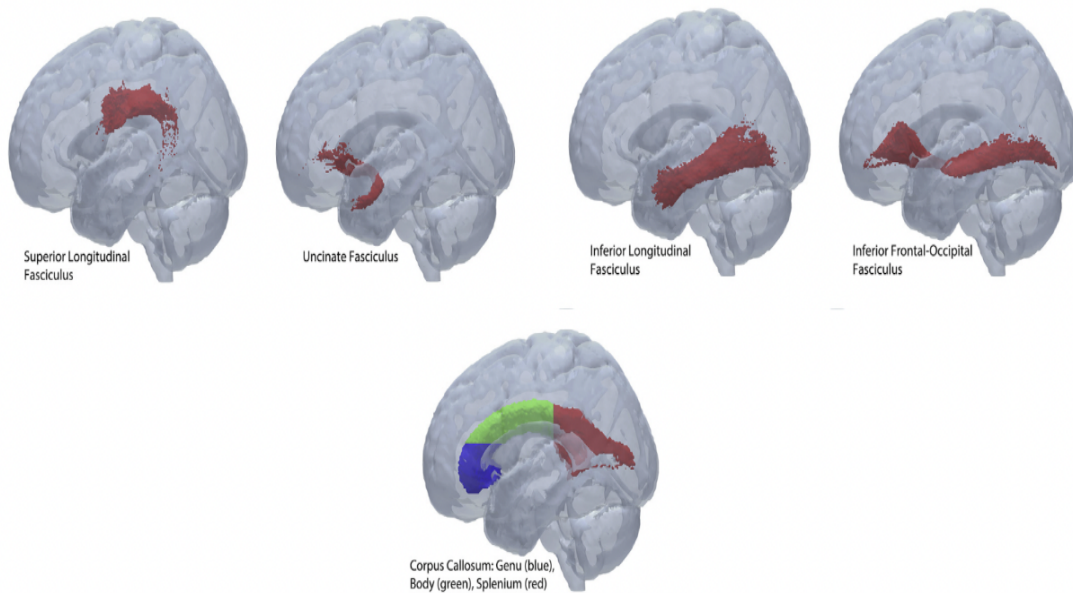 Superior Longitudinal
Fasciculus
Uncinate Fasciculus
Inferior Longitudinal
Fasciculus
Inferior Frontal-Occipital
Fasciculus
Corpus Callosum: Genu (blue),
Body (green), Splenium (red)